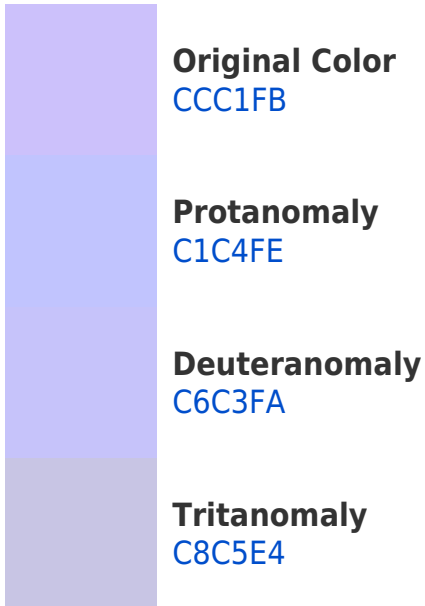 Original Color
CCC1FB
Protanomaly
C1C4FE
Deuteranomaly
C6C3FA
Tritanomaly
C8C5E4